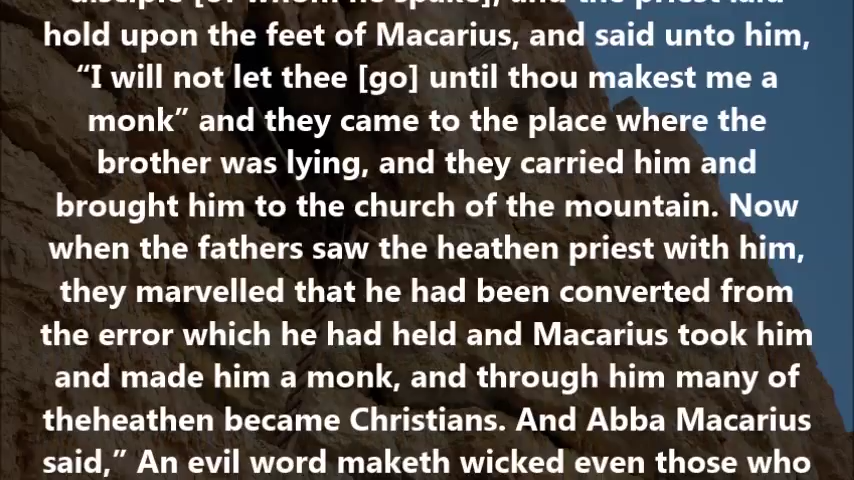 disciple [of whom he spake], and the priest laid
hold upon the feet of Macarius, and said unto him,
“I will not let thee [go] until thou makest me a
monk” and they came to the place where the
brother was lying, and they carried him and
brought him to the church of the mountain. Now
when the fathers saw the heathen priest with him,
they marvelled that he had been converted from
the error which he had held and Macarius took him
and made him a monk, and through him many of
theheathen became Christians. And Abba Macarius
said,” An evil word maketh wicked even those who